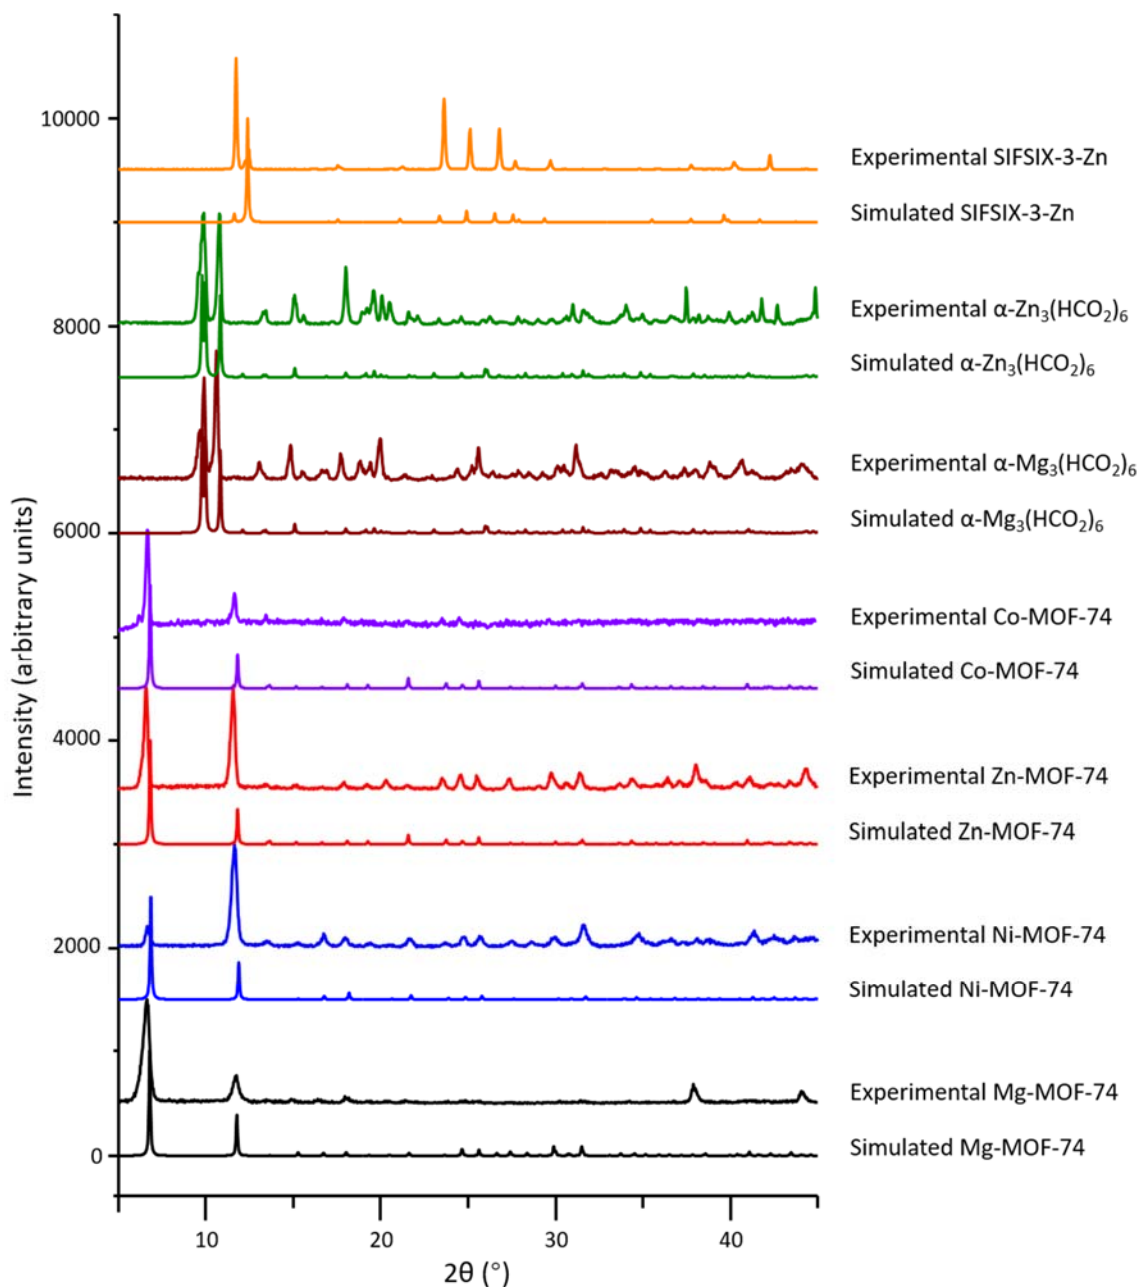 10000
8000
6000
4000
2000
0
Intensity (arbitrary units)
10
20
30
40
2θ (°)
Experimental SIFSIX-3-Zn
Simulated SIFSIX-3-Zn
Experimental α-Zn₃(HCO₂)₆
Simulated α-Zn₃(HCO₂)₆
Experimental α-Mg₃(HCO₂)₆
Simulated α-Mg₃(HCO₂)₆
Experimental Co-MOF-74
Simulated Co-MOF-74
Experimental Zn-MOF-74
Simulated Zn-MOF-74
Experimental Ni-MOF-74
Simulated Ni-MOF-74
Experimental Mg-MOF-74
Simulated Mg-MOF-74